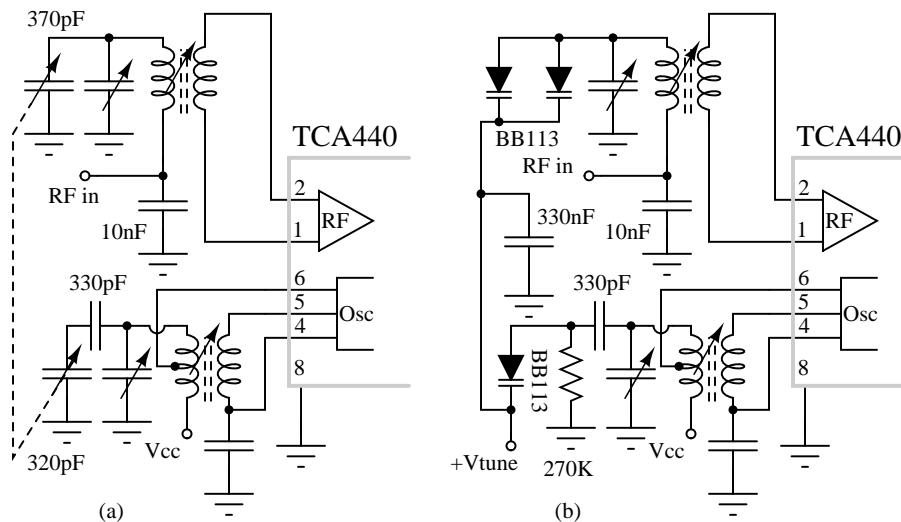 370pF
TCA440
RF in
10nF
2
1
RF
330pF
6
5
4
Osc
8
Vcc
320pF
(a)
BB113
TCA440
RF in
330nF
10nF
2
1
RF
330pF
6
5
4
Osc
8
BB113
Vcc
+Vtune
270K
(b)